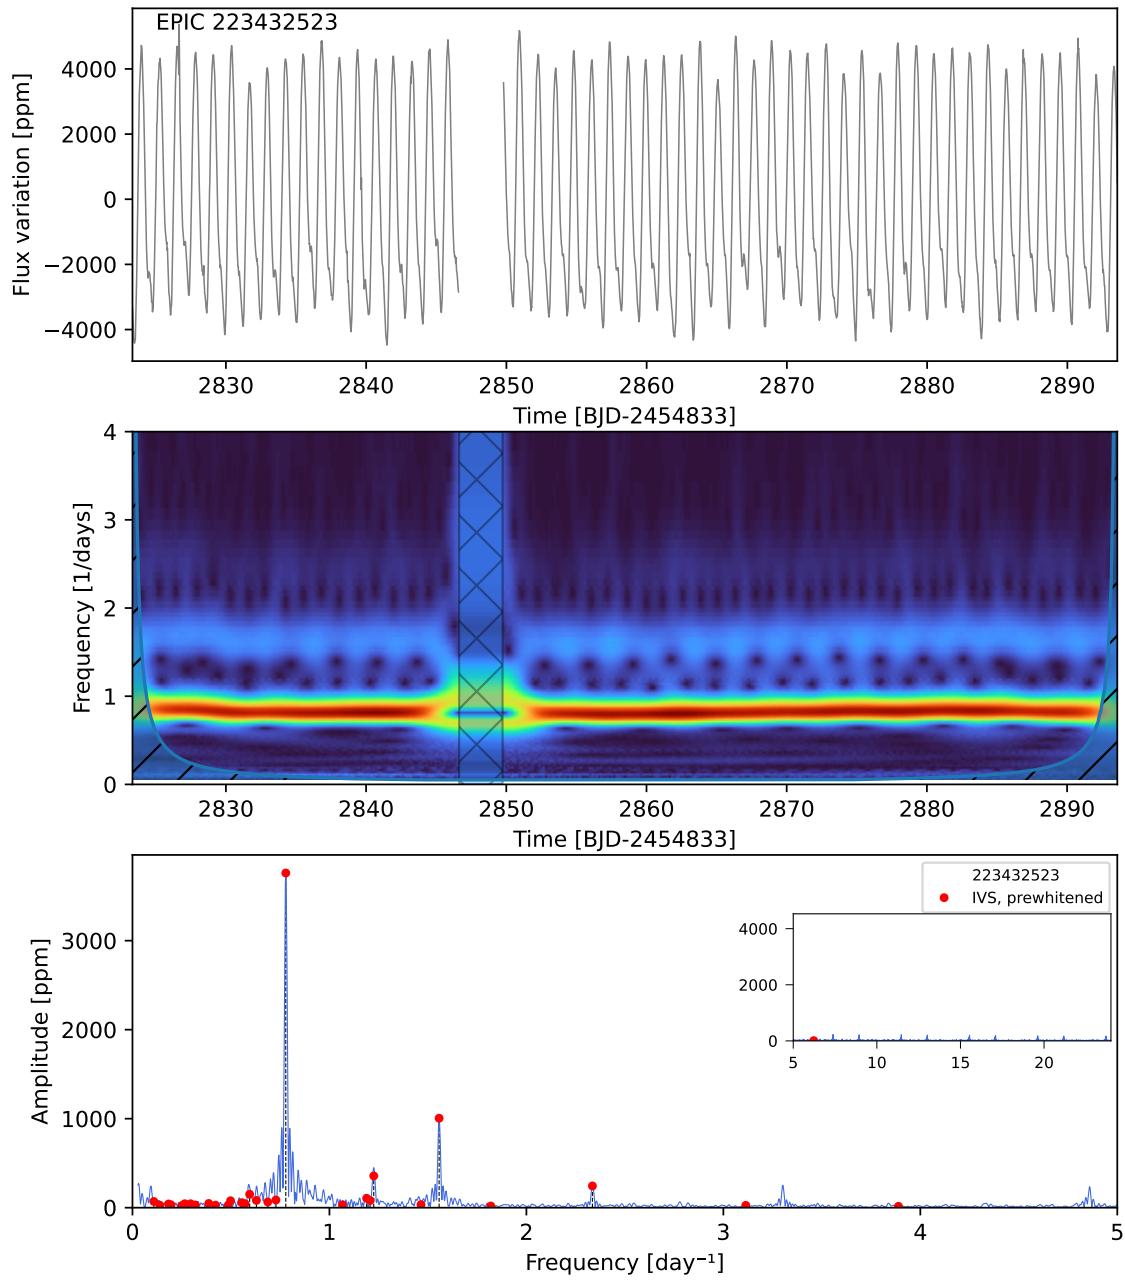 EPIC 223432523
Flux variation [ppm]
4000
2000
0
−2000
−4000
2830 2840 2850 2860 2870 2880 2890
Time [BJD-2454833]
Frequency [1/days]
4
3
2
1
0
2830 2840 2850 2860 2870 2880 2890
Time [BJD-2454833]
Amplitude [ppm]
3000
2000
1000
0
223432523
IVS, prewhitened
4000
2000
0
5 10 15 20
0 1 2 3 4 5
Frequency [day⁻¹]